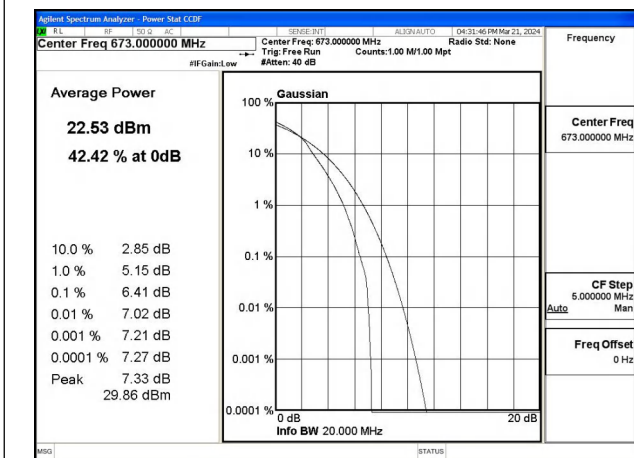 Agilent Spectrum Analyzer - Power Stat CCDF
RL RF 50 Ω AC SENSE:INT ALIGNAUTO 04:31:46 PM Mar 21, 2024
Center Freq 673.000000 MHz
Center Freq: 673.000000 MHz Radio Std: None
Trig: Free Run Counts:1.00 M/1.00 Mpt
#IFGain:Low #Atten: 40 dB
Frequency
Average Power
22.53 dBm
42.42 % at 0dB
10.0 % 2.85 dB
1.0 % 5.15 dB
0.1 % 6.41 dB
0.01 % 7.02 dB
0.001 % 7.21 dB
0.0001 % 7.27 dB
Peak 7.33 dB
29.86 dBm
Gaussian
100 %
10 %
1 %
0.1 %
0.01 %
0.001 %
0.0001 %
0 dB 20 dB
Info BW 20.000 MHz
Center Freq
673.000000 MHz
CF Step
5.000000 MHz
Auto Man
Freq Offset
0 Hz
MSG STATUS